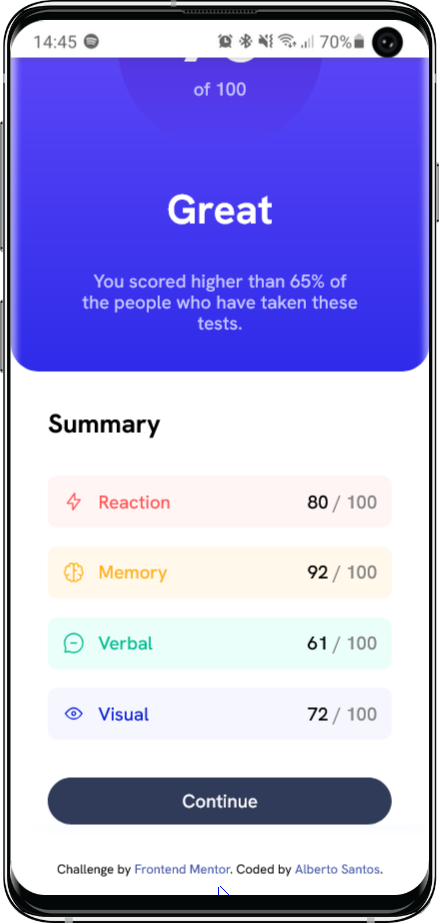 14:45
70%
of 100
Great
You scored higher than 65% of
the people who have taken these
tests.
Summary
Reaction 80 / 100
Memory 92 / 100
Verbal 61 / 100
Visual 72 / 100
Continue
Challenge by Frontend Mentor. Coded by Alberto Santos.